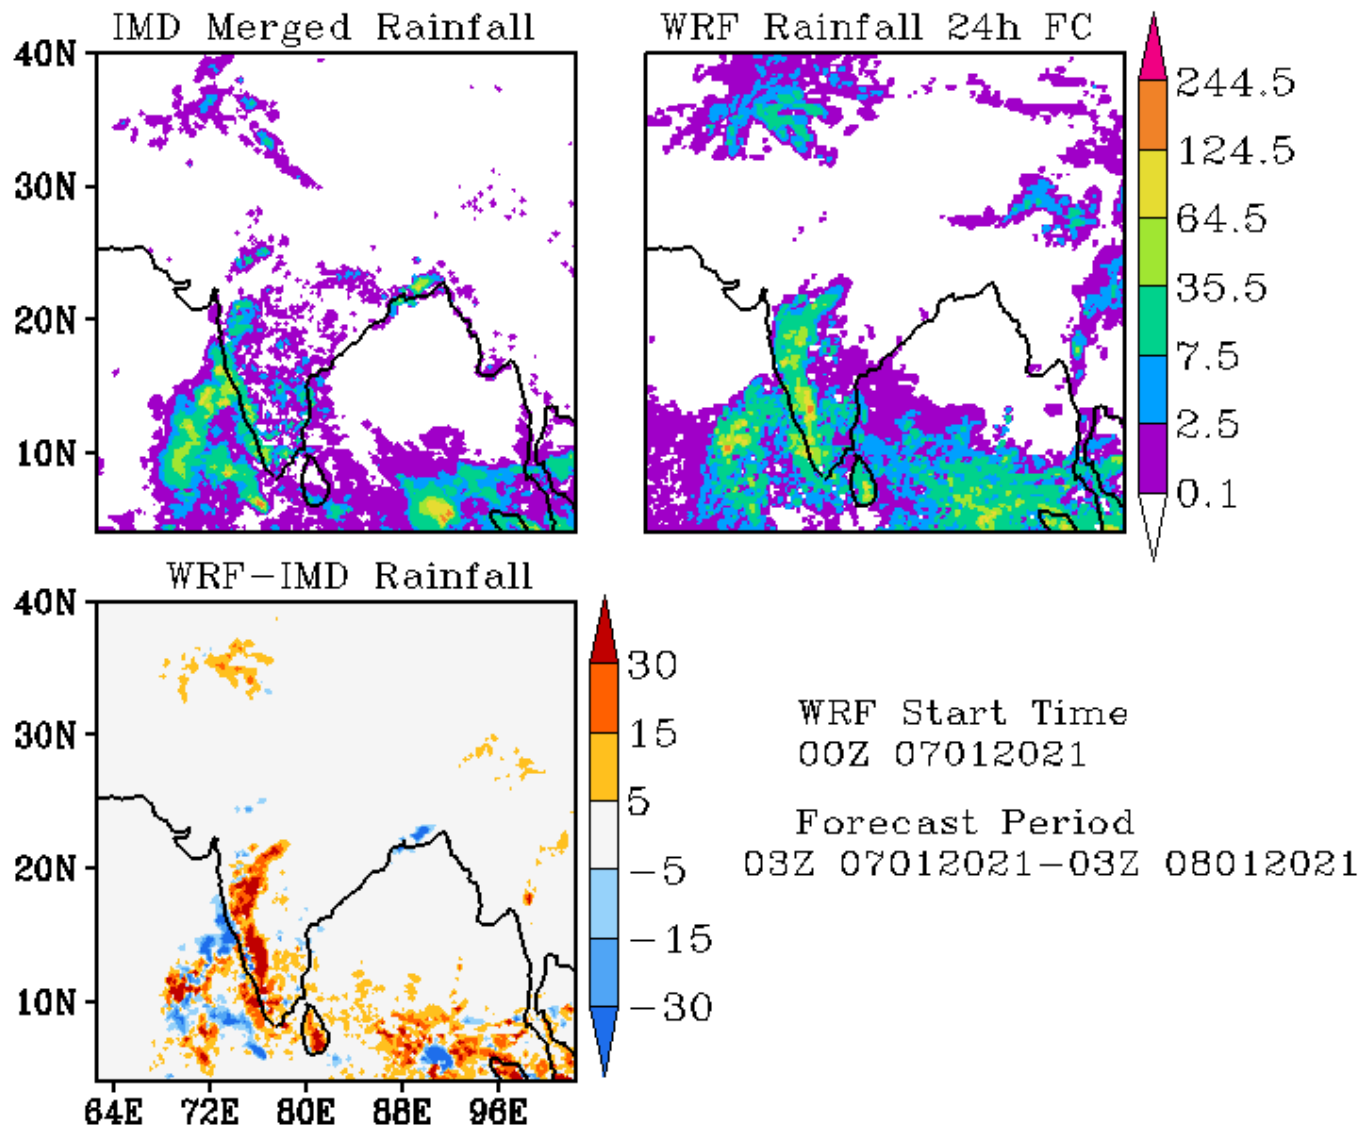 IMD Merged Rainfall
WRF Rainfall 24h FC
40N
30N
20N
10N
244.5
124.5
64.5
35.5
7.5
2.5
0.1
WRF-IMD Rainfall
40N
30N
20N
10N
64E 72E 80E 88E 96E
30
15
5
-5
-15
-30
WRF Start Time
00Z 07012021
Forecast Period
03Z 07012021-03Z 08012021